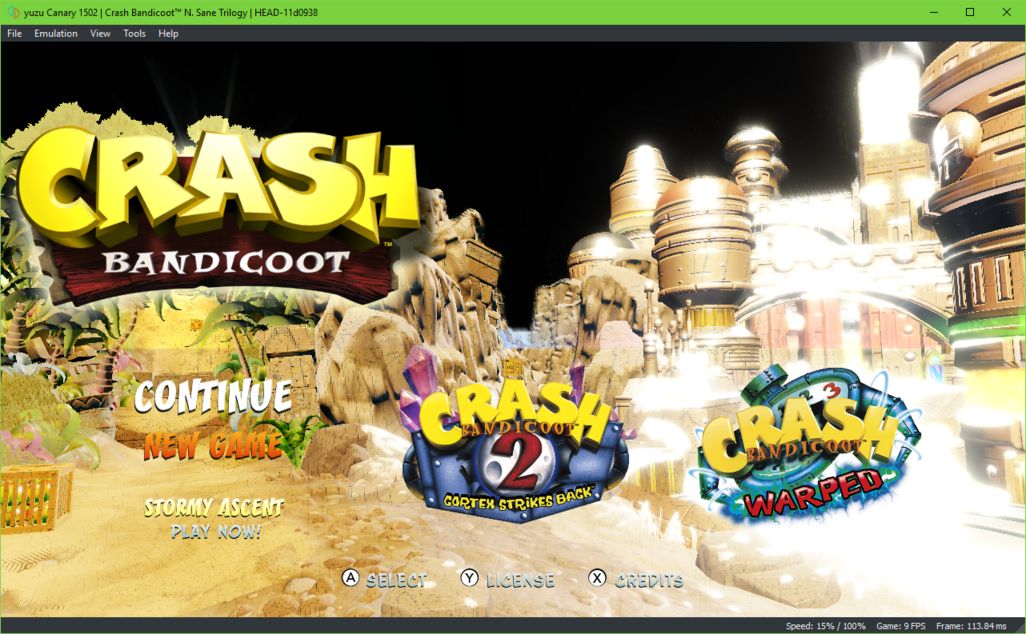 yuzu Canary 1502 | Crash Bandicoot™ N. Sane Trilogy | HEAD-11d0938
File Emulation View Tools Help
CRASH
BANDICOOT™
CONTINUE
NEW GAME
STORMY ASCENT
PLAY NOW!
CRASH
BANDICOOT
2
CORTEX STRIKES BACK™
3
CRASH
BANDICOOT
WARPED
A SELECT Y LICENSE X CREDITS
Speed: 15% / 100% Game: 9 FPS Frame: 113.84 ms